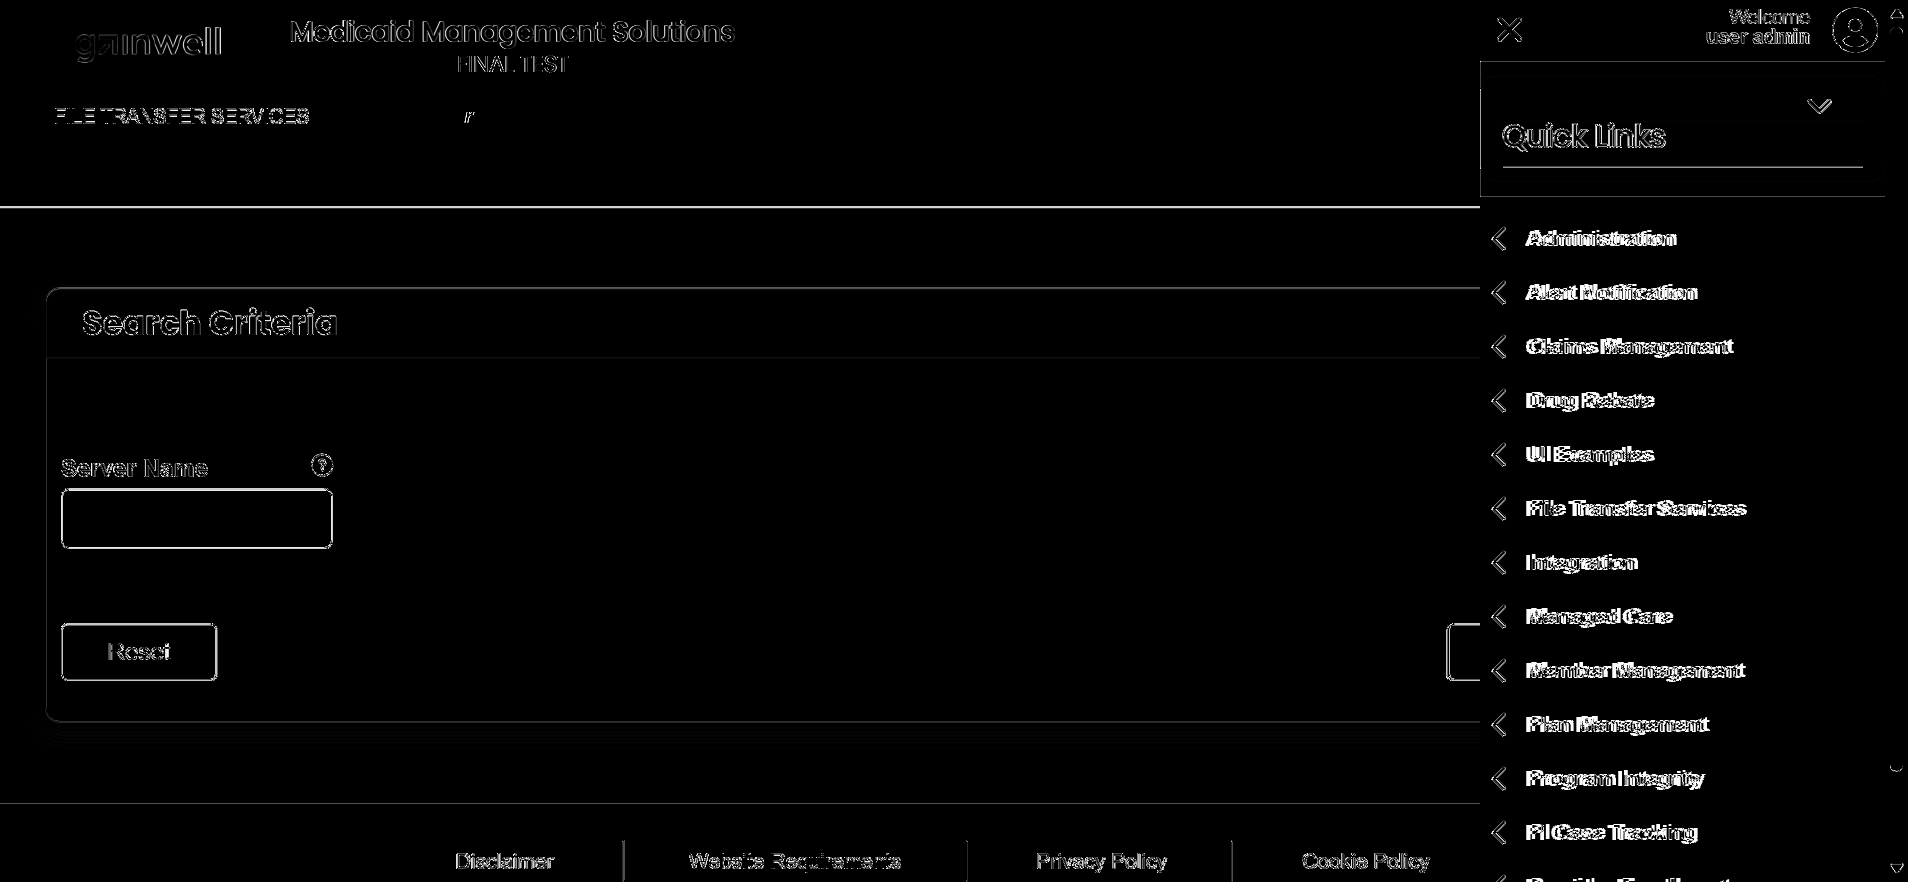 gainwell
Medicaid Management Solutions
FINAL TEST
Welcome
user admin
FILE TRANSFER SERVICES
r
Quick Links
Administration
Alert Notification
Claims Management
Drug Rebate
UI Examples
File Transfer Services
Integration
Managed Care
Member Management
Plan Management
Program Integrity
PI Case Tracking
Search Criteria
Server Name
?
Reset
Disclaimer
Website Requirements
Privacy Policy
Cookie Policy